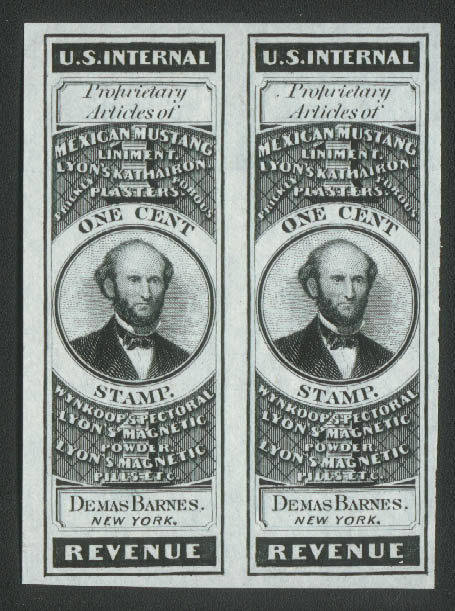 U.S. INTERNAL
Proprietary
Articles of
MEXICAN MUSTANG
LINIMENT.
LYON'S KATHAIRON.
PLASTERS
POROUS
ONE CENT
STAMP.
WYNKOOP'S PECTORAL
LYON'S MAGNETIC
POWDER.
LYON'S MAGNETIC
PILLS. ETC
DEMAS BARNES.
NEW YORK.
REVENUE
U.S. INTERNAL
Proprietary
Articles of
MEXICAN MUSTANG
LINIMENT.
LYON'S KATHAIRON.
PLASTERS
POROUS
ONE CENT
STAMP.
WYNKOOP'S PECTORAL
LYON'S MAGNETIC
POWDER.
LYON'S MAGNETIC
PILLS. ETC
DEMAS BARNES.
NEW YORK.
REVENUE